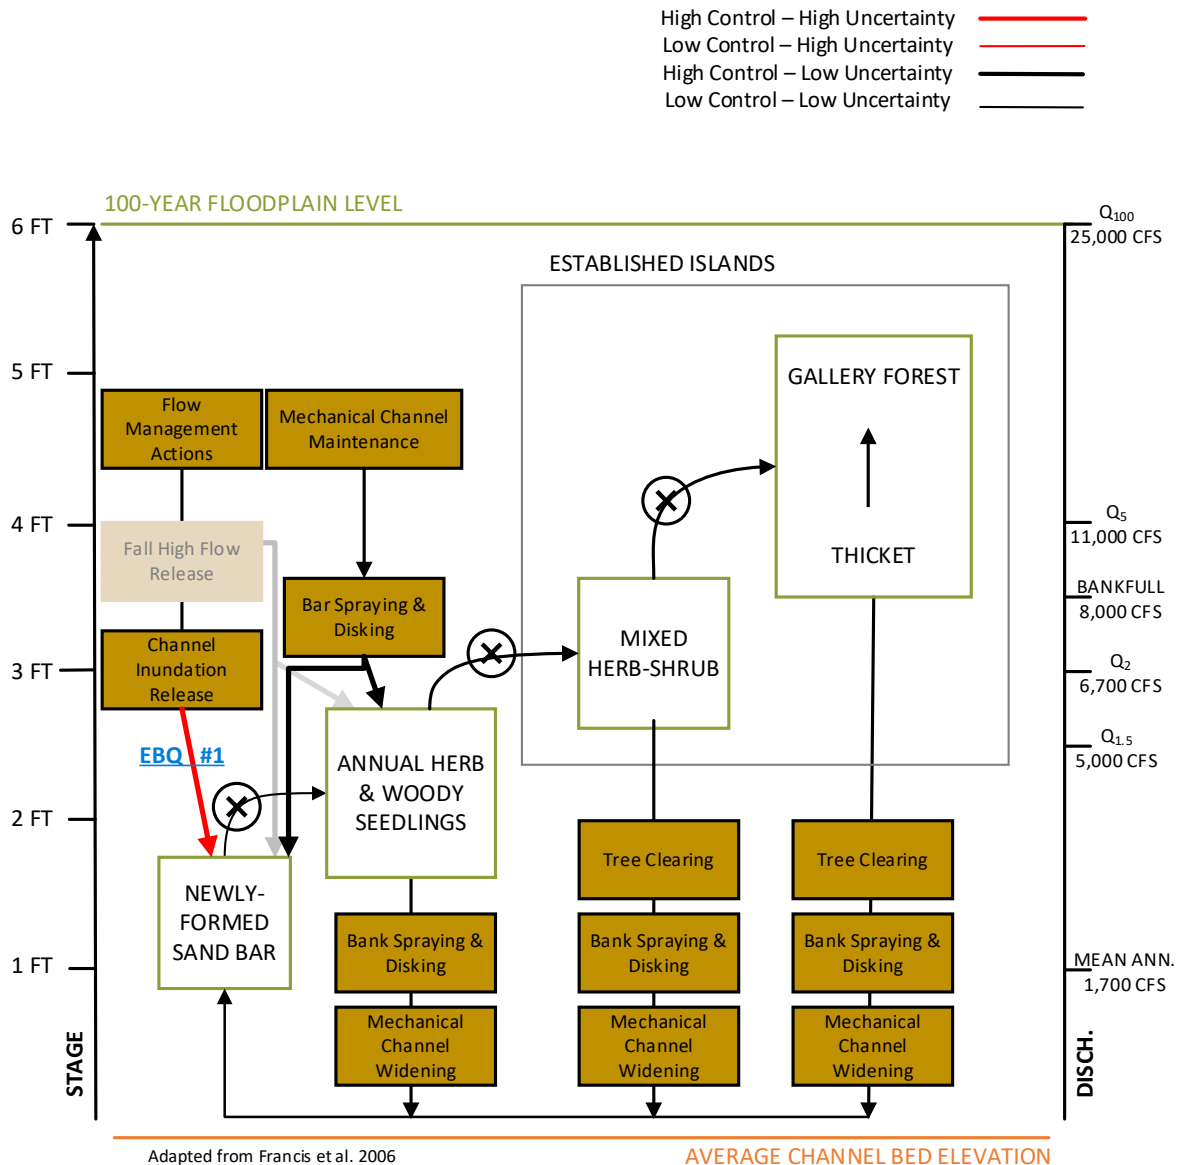 High Control – High Uncertainty
Low Control – High Uncertainty
High Control – Low Uncertainty
Low Control – Low Uncertainty
100-YEAR FLOODPLAIN LEVEL
6 FT
Q100
25,000 CFS
ESTABLISHED ISLANDS
5 FT
GALLERY FOREST
THICKET
Flow
Management
Actions
Mechanical Channel
Maintenance
4 FT
Q5
11,000 CFS
Fall High Flow
Release
Bar Spraying &
Disking
BANKFULL
8,000 CFS
Channel
Inundation
Release
MIXED
HERB-SHRUB
3 FT
Q2
6,700 CFS
EBQ #1
Q1.5
5,000 CFS
ANNUAL HERB
& WOODY
SEEDLINGS
2 FT
NEWLY-
FORMED
SAND BAR
Tree Clearing
Tree Clearing
Bank Spraying &
Disking
Bank Spraying &
Disking
Bank Spraying &
Disking
1 FT
MEAN ANN.
1,700 CFS
Mechanical
Channel
Widening
Mechanical
Channel
Widening
Mechanical
Channel
Widening
STAGE
DISCH.
Adapted from Francis et al. 2006
AVERAGE CHANNEL BED ELEVATION